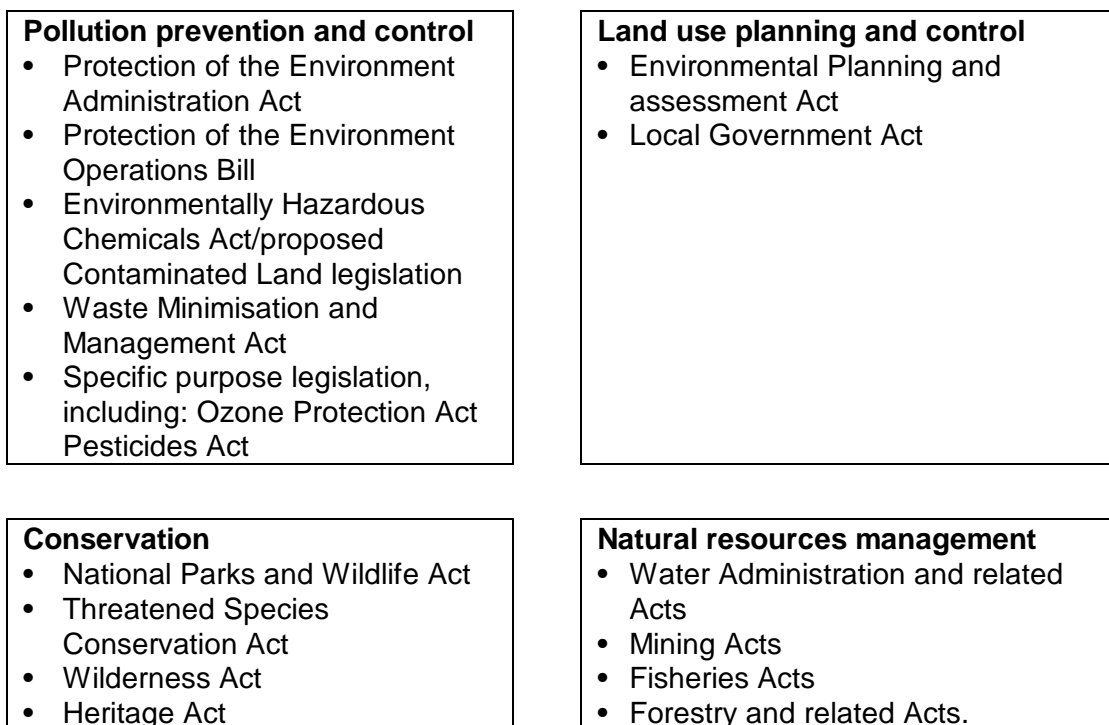 Pollution prevention and control
• Protection of the Environment
Administration Act
• Protection of the Environment
Operations Bill
• Environmentally Hazardous
Chemicals Act/proposed
Contaminated Land legislation
• Waste Minimisation and
Management Act
• Specific purpose legislation,
including: Ozone Protection Act
Pesticides Act
Land use planning and control
• Environmental Planning and
assessment Act
• Local Government Act
Conservation
• National Parks and Wildlife Act
• Threatened Species
Conservation Act
• Wilderness Act
• Heritage Act
Natural resources management
• Water Administration and related
Acts
• Mining Acts
• Fisheries Acts
• Forestry and related Acts.